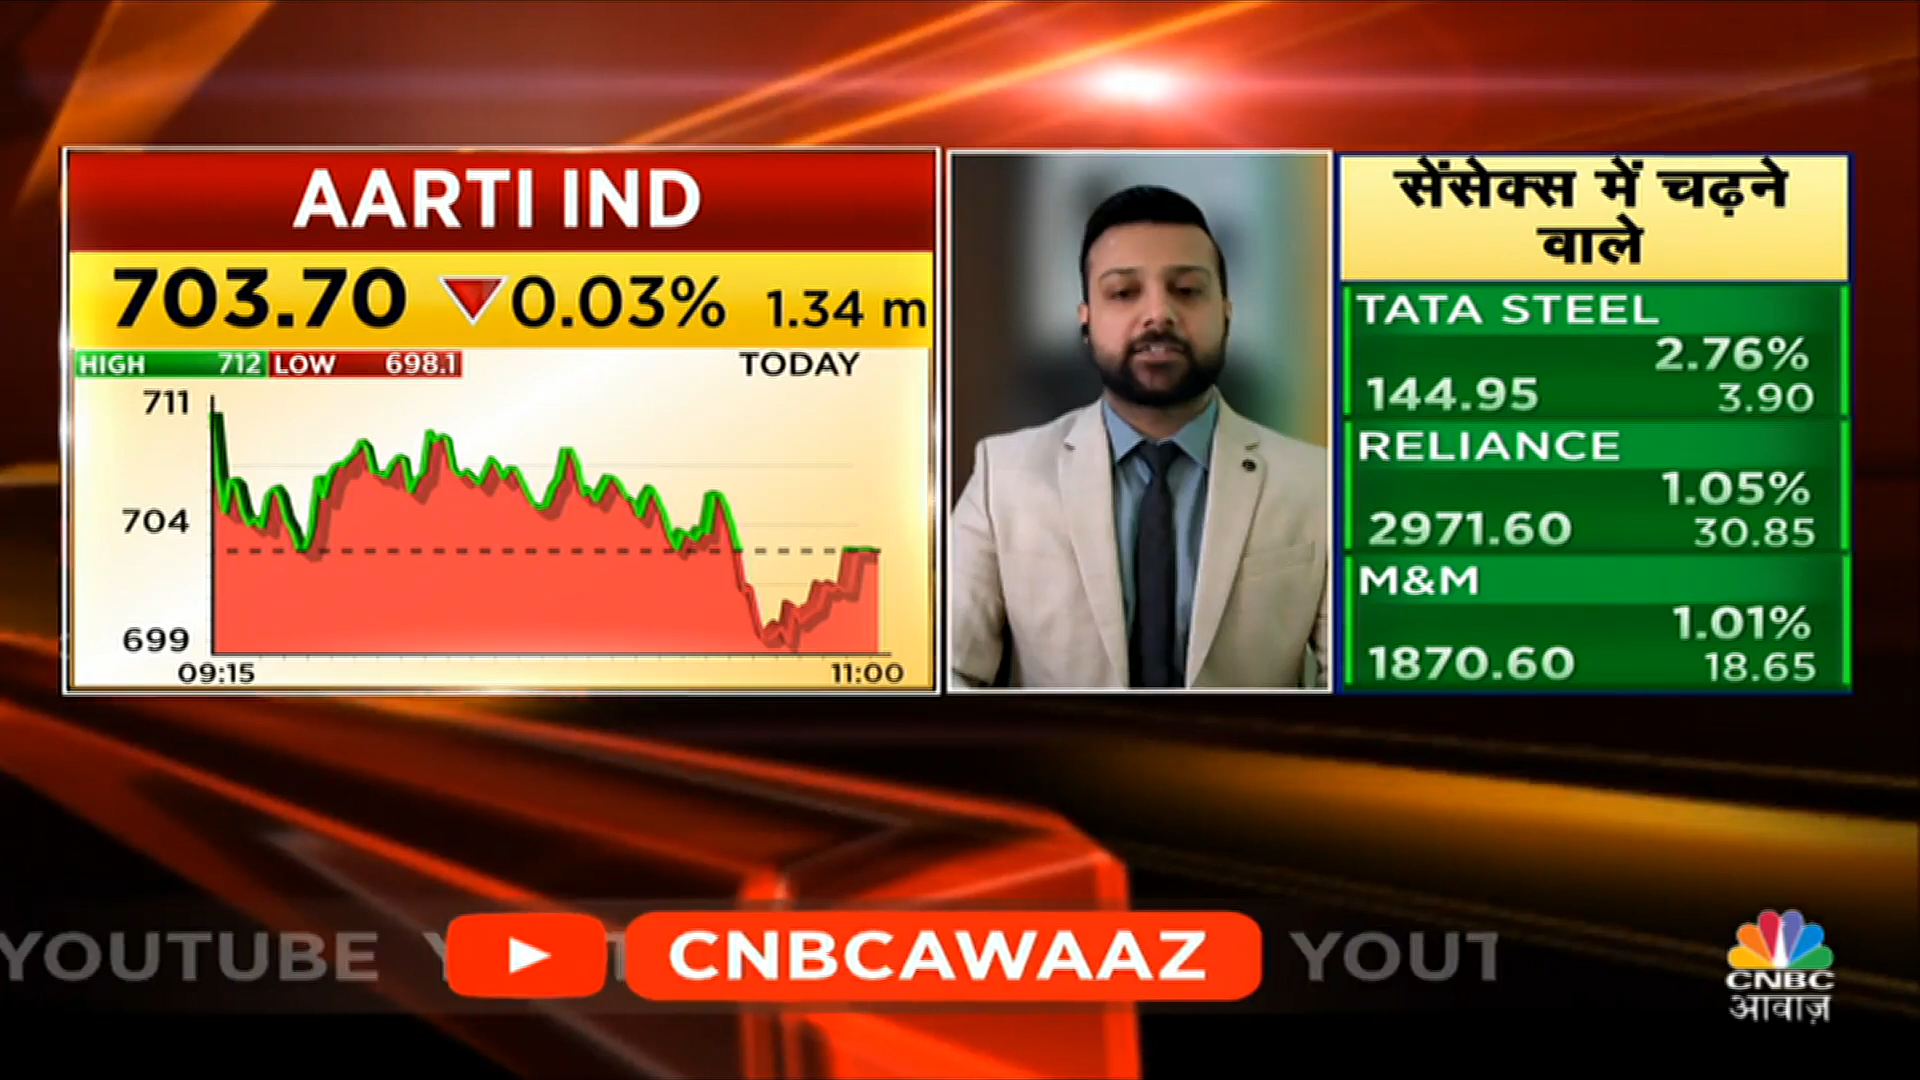 AARTI IND
703.70 ▼ 0.03% 1.34 m
HIGH 712 LOW 698.1 TODAY
711
704
699
09:15 11:00
सेंसेक्स में चढ़ने
वाले
TATA STEEL
2.76%
144.95 3.90
RELIANCE
1.05%
2971.60 30.85
M&M
1.01%
1870.60 18.65
YOUTUBE Y T CNBCAWAAZ YOUT
CNBC
आवाज़